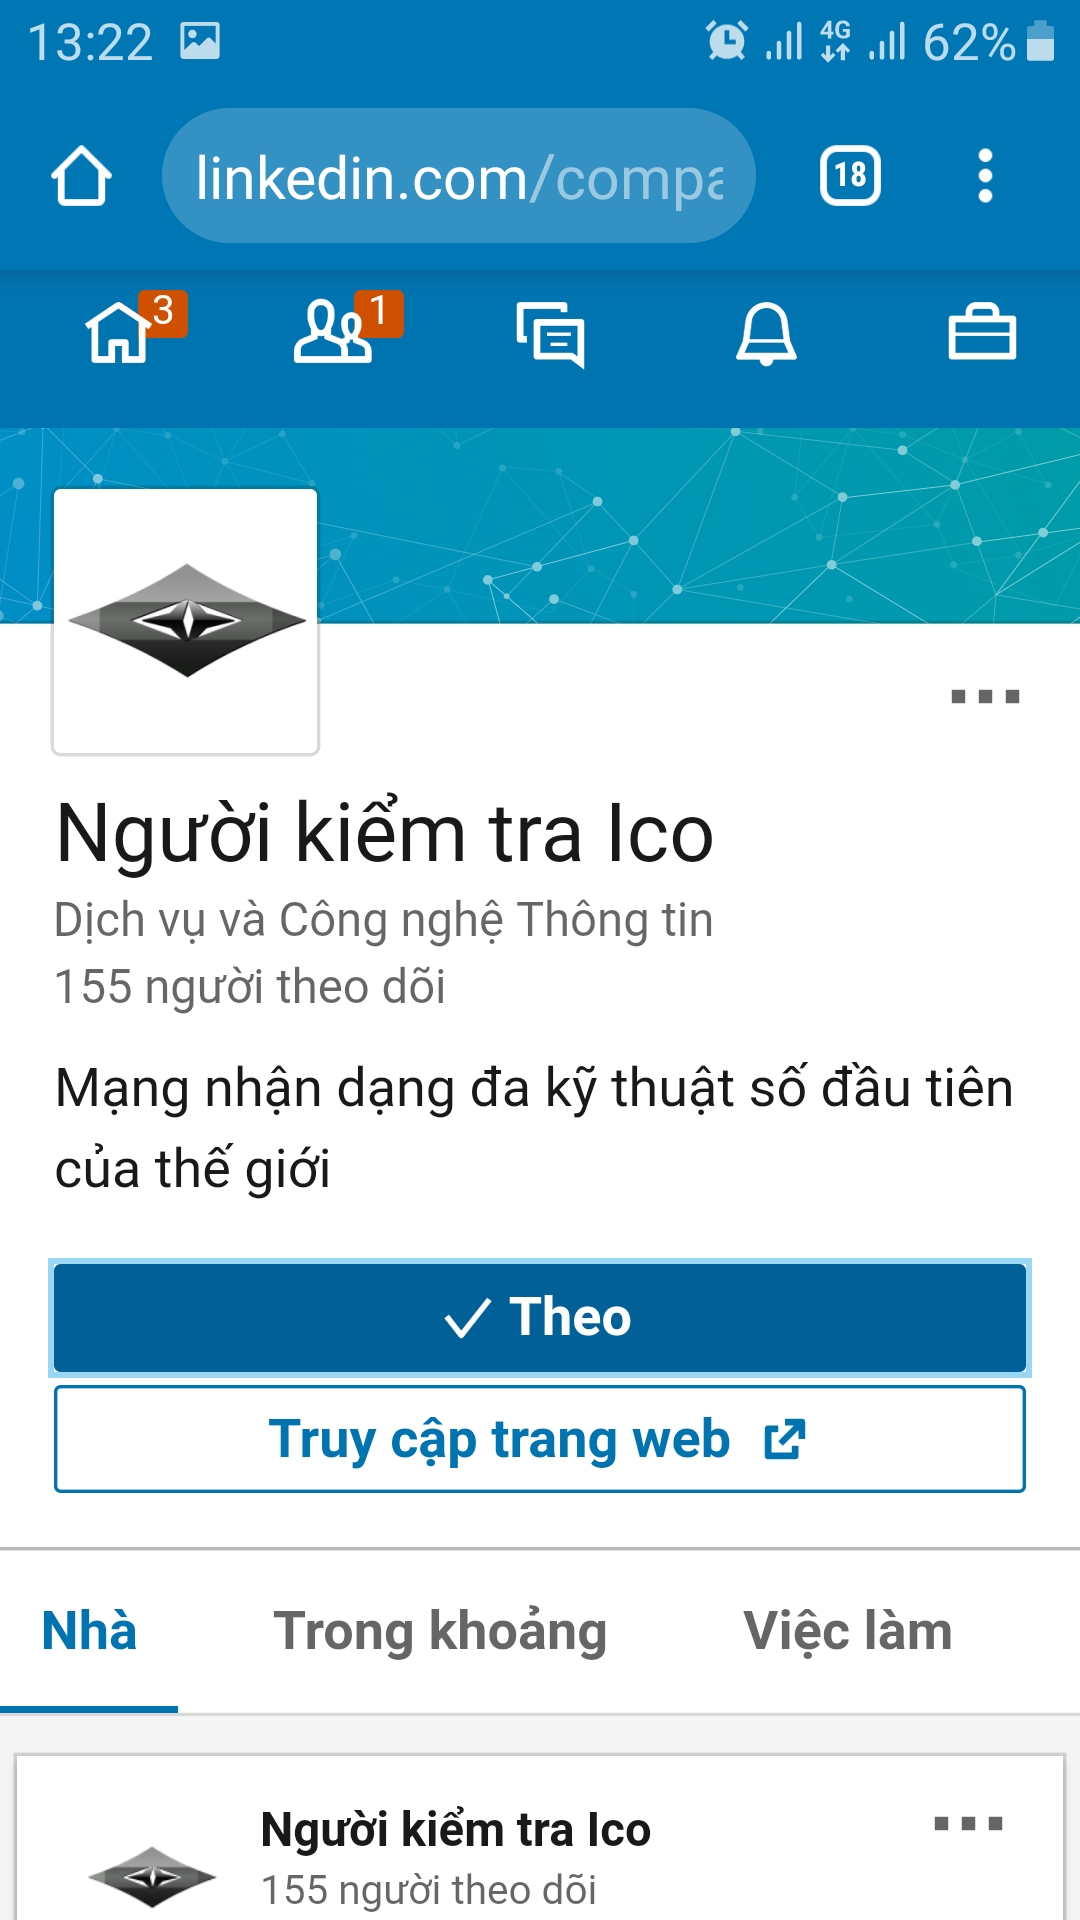 13:22 4G 62%
linkedin.com/compa
18
3 1
Người kiểm tra Ico
Dịch vụ và Công nghệ Thông tin
155 người theo dõi
Mạng nhận dạng đa kỹ thuật số đầu tiên
của thế giới
Theo
Truy cập trang web
Nhà Trong khoảng Việc làm
Người kiểm tra Ico
155 người theo dõi